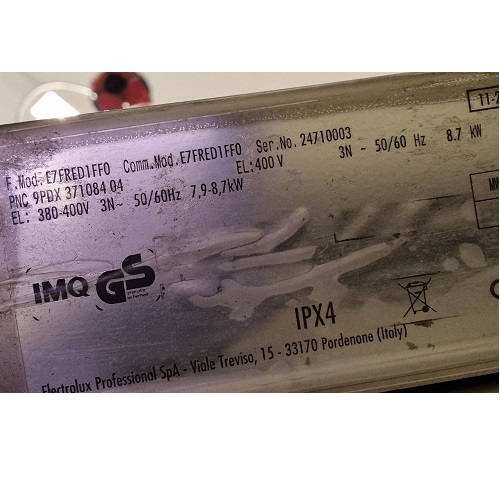 11-2
F.Mod. E7FRED1FF0 Comm.Mod. E7FRED1FF0 Ser.No. 24710003
PNC 9PDX 371084 04 EL: 400 V 3N ~ 50/60 Hz 8.7 kW
EL: 380-400V 3N~ 50/60Hz 7,9-8,7kW
IMQ GS
IPX4
Electrolux Professional SpA - Viale Treviso, 15 - 33170 Pordenone (Italy)